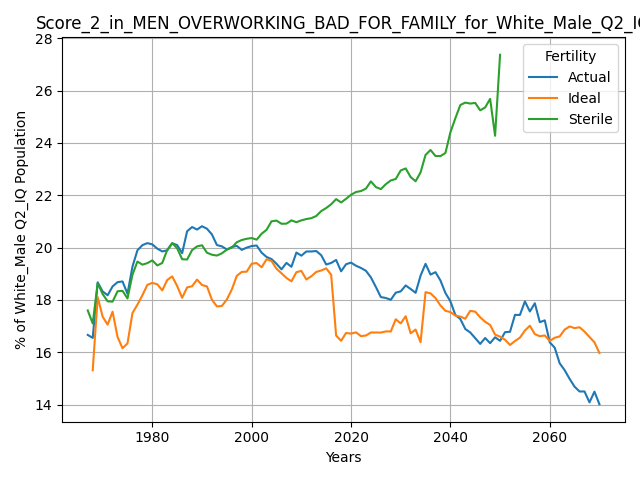 Score_2_in_MEN_OVERWORKING_BAD_FOR_FAMILY_for_White_Male_Q2_IQ
28
26
24
22
20
18
16
14
% of White_Male Q2_IQ Population
Fertility
Actual
Ideal
Sterile
1980
2000
2020
2040
2060
Years